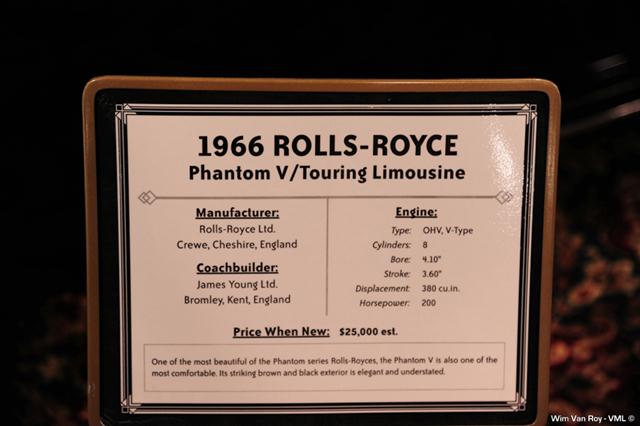 1966 ROLLS-ROYCE
Phantom V/Touring Limousine
Manufacturer:
Rolls-Royce Ltd.
Crewe, Cheshire, England
Coachbuilder:
James Young Ltd.
Bromley, Kent, England
Engine:
Type: OHV, V-Type
Cylinders: 8
Bore: 4.10"
Stroke: 3.60"
Displacement: 380 cu.in.
Horsepower: 200
Price When New: $25,000 est.
One of the most beautiful of the Phantom series Rolls-Royces, the Phantom V is also one of the
most comfortable. Its striking brown and black exterior is elegant and understated.
Wim Van Roy - VML ©